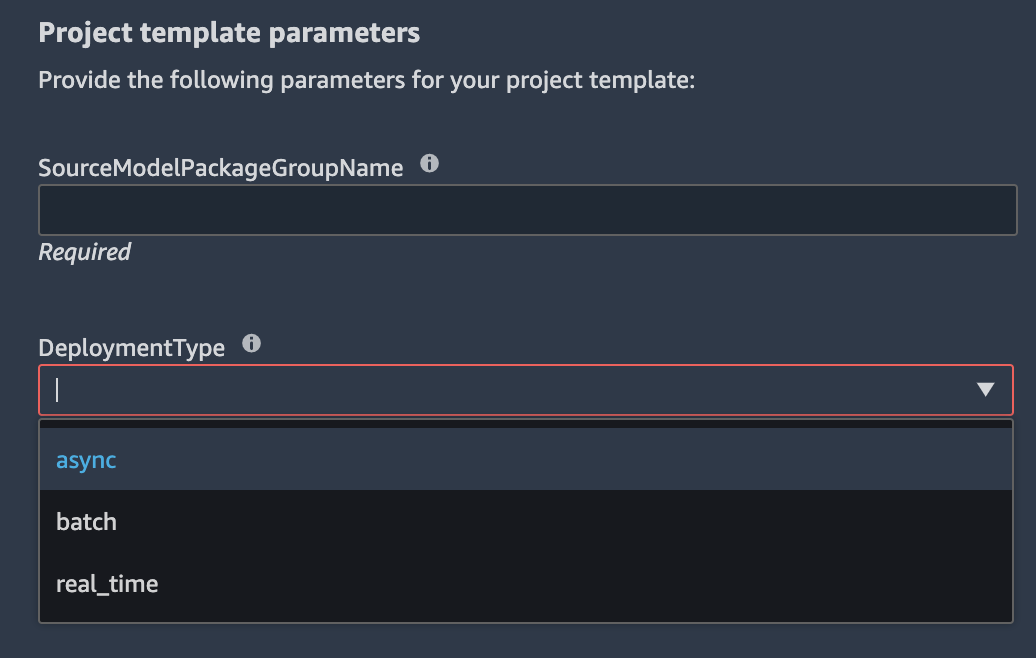 Project template parameters
Provide the following parameters for your project template:
SourceModelPackageGroupName
Required
DeploymentType
async
batch
real_time